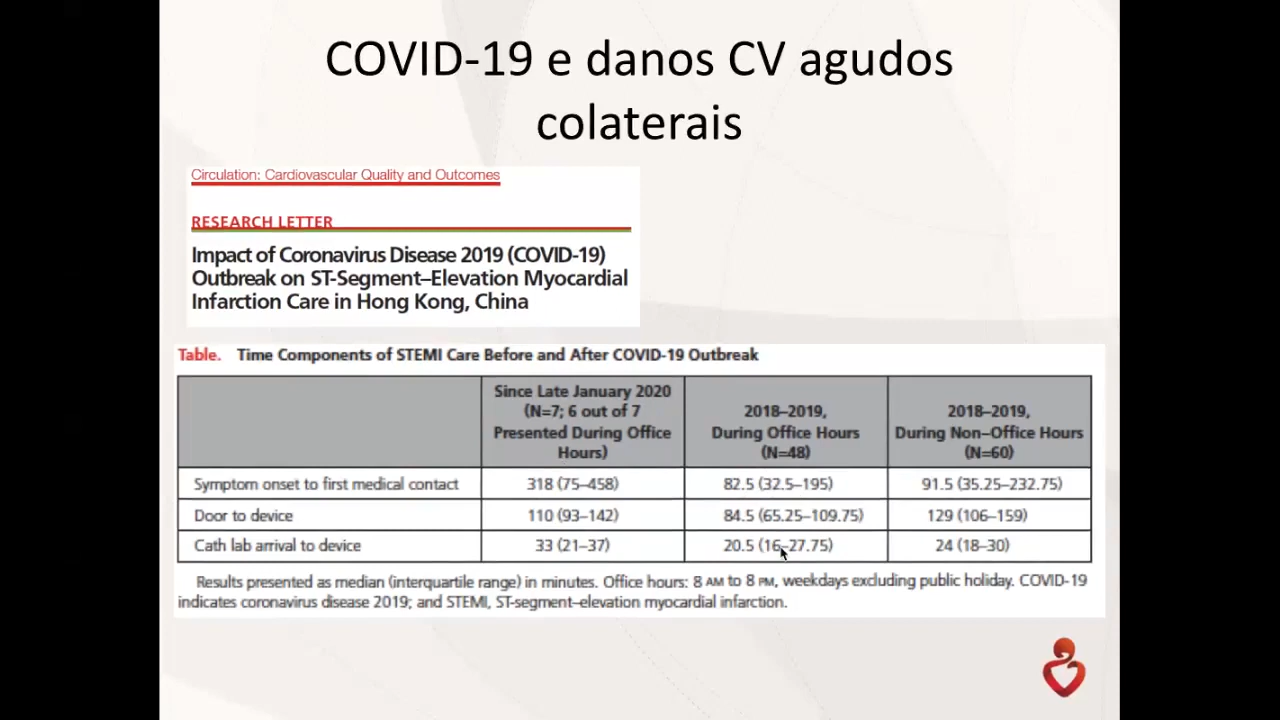 COVID-19 e danos CV agudos
colaterais
Circulation: Cardiovascular Quality and Outcomes
RESEARCH LETTER
Impact of Coronavirus Disease 2019 (COVID-19)
Outbreak on ST-Segment–Elevation Myocardial
Infarction Care in Hong Kong, China
Table. Time Components of STEMI Care Before and After COVID-19 Outbreak
Since Late January 2020
(N=7; 6 out of 7
Presented During Office
Hours)
2018–2019,
During Office Hours
(N=48)
2018–2019,
During Non–Office Hours
(N=60)
Symptom onset to first medical contact 318 (75–458) 82.5 (32.5–195) 91.5 (35.25–232.75)
Door to device 110 (93–142) 84.5 (65.25–109.75) 129 (106–159)
Cath lab arrival to device 33 (21–37) 20.5 (16–27.75) 24 (18–30)
Results presented as median (interquartile range) in minutes. Office hours: 8 AM to 8 PM, weekdays excluding public holiday. COVID-19
indicates coronavirus disease 2019; and STEMI, ST-segment–elevation myocardial infarction.